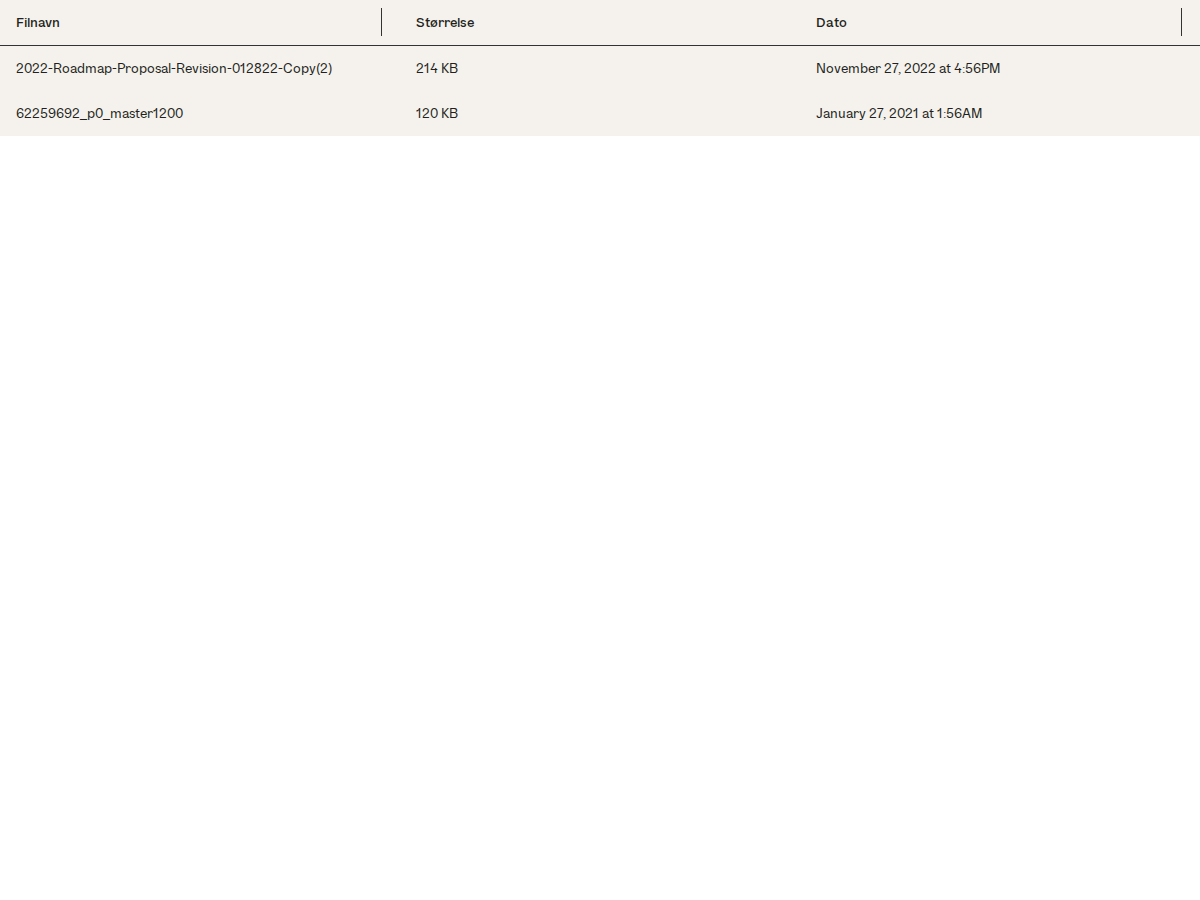 Filnavn Størrelse Dato
2022-Roadmap-Proposal-Revision-012822-Copy(2) 214 KB November 27, 2022 at 4:56PM
62259692_p0_master1200 120 KB January 27, 2021 at 1:56AM